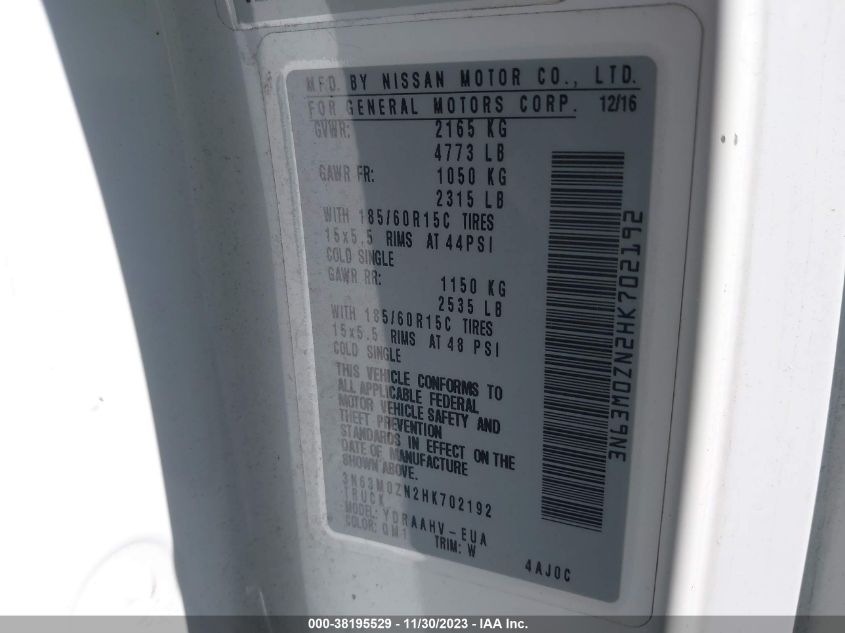 MFD. BY NISSAN MOTOR CO., LTD.
FOR GENERAL MOTORS CORP. 12/16
GVWR: 2165 KG
4773 LB
GAWR FR: 1050 KG
2315 LB
WITH 185/60R15C TIRES
15x5.5 RIMS AT 44PSI
COLD SINGLE
GAWR RR: 1150 KG
2535 LB
WITH 185/60R15C TIRES
15x5.5 RIMS AT 48 PSI
COLD SINGLE
THIS VEHICLE CONFORMS TO
ALL APPLICABLE FEDERAL
MOTOR VEHICLE SAFETY AND
THEFT PREVENTION
STANDARDS IN EFFECT ON THE
DATE OF MANUFACTURE
SHOWN ABOVE.
3N63M0ZN2HK702192
TRUCK
MODEL: YDRAAHV-EUA
COLOR: QM1 TRIM: W
4AJ0C
3N63M0ZN2HK702192
000-38195529 - 11/30/2023 - IAA Inc.